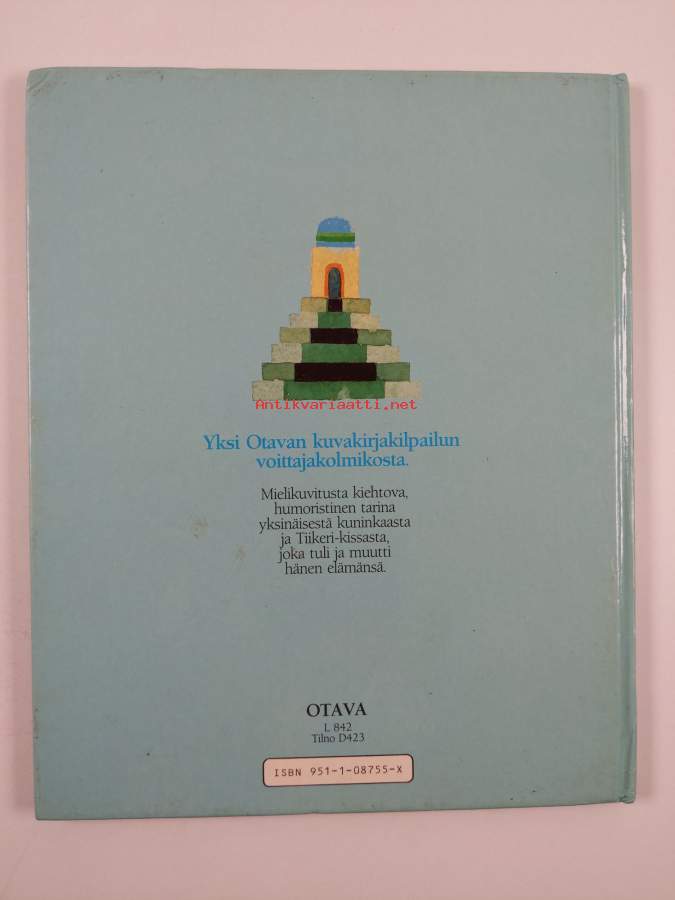 Antikvariaatti.net
Yksi Otavan kuvakirjakilpailun
voittajakolmikosta.
Mielikuvitusta kiehtova,
humoristinen tarina
yksinäisestä kuninkaasta
ja Tiikeri-kissasta,
joka tuli ja muutti
hänen elämänsä.
OTAVA
L 842
Tilno D423
ISBN 951-1-08755-X